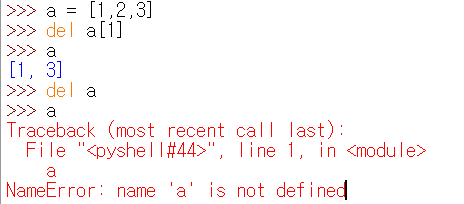 >>> a = [1,2,3]
>>> del a[1]
>>> a
[1, 3]
>>> del a
>>> a
Traceback (most recent call last):
  File "<pyshell#44>", line 1, in <module>
    a
NameError: name 'a' is not defined